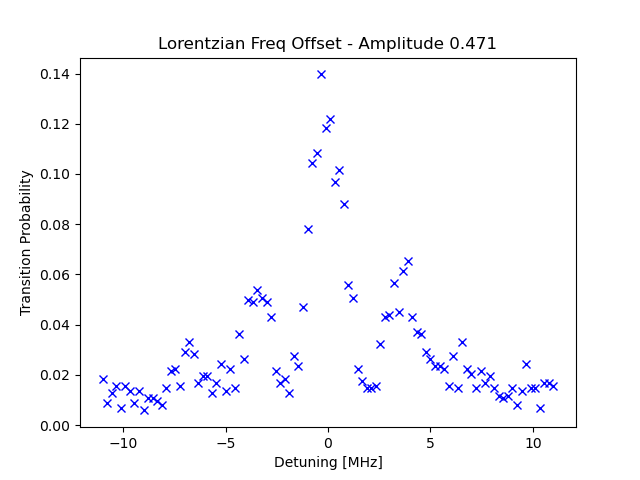 Lorentzian Freq Offset - Amplitude 0.471
Transition Probability
0.14
0.12
0.10
0.08
0.06
0.04
0.02
0.00
−10 −5 0 5 10
Detuning [MHz]